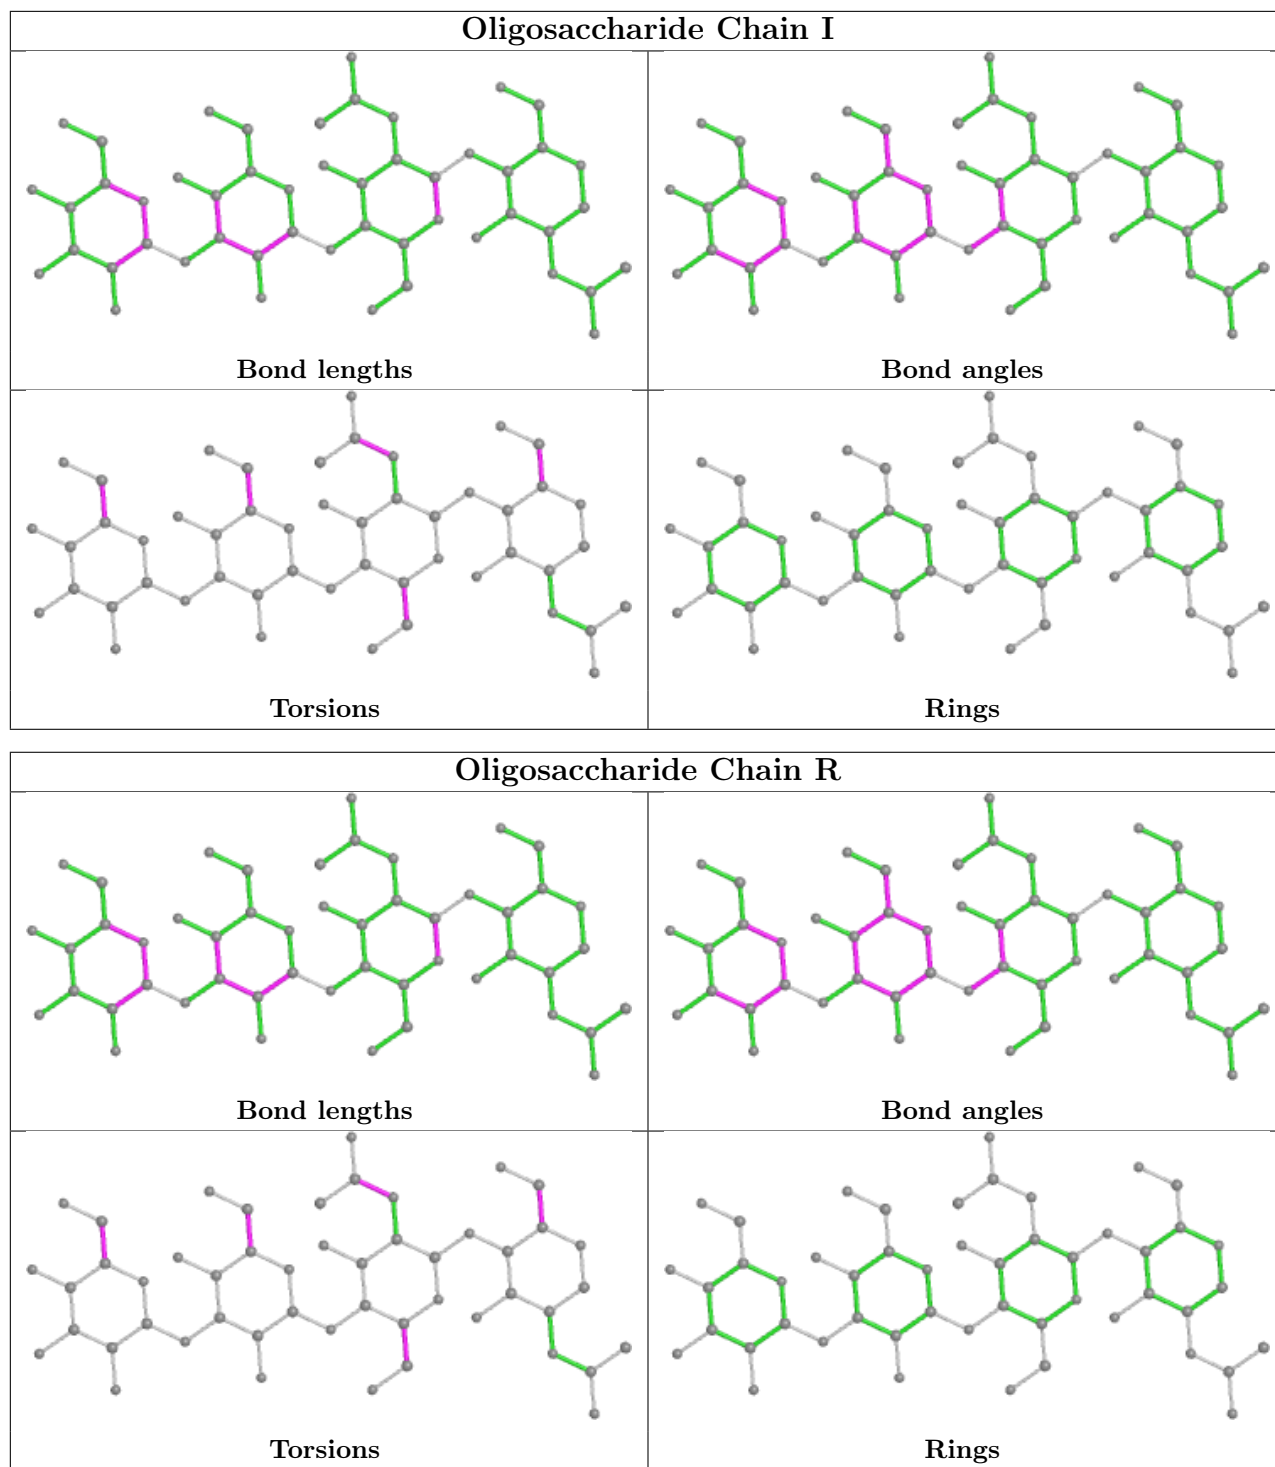 Oligosaccharide Chain I
Bond lengths
Bond angles
Torsions
Rings
Oligosaccharide Chain R
Bond lengths
Bond angles
Torsions
Rings